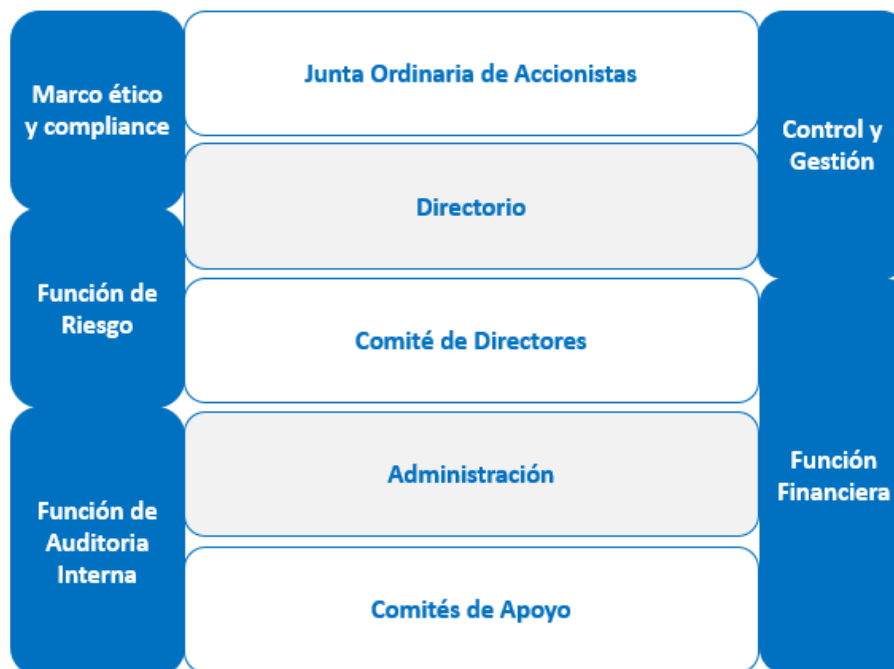 Marco ético
y compliance
Función de
Riesgo
Función de
Auditoria
Interna
Junta Ordinaria de Accionistas
Directorio
Comité de Directores
Administración
Comités de Apoyo
Control y
Gestión
Función
Financiera